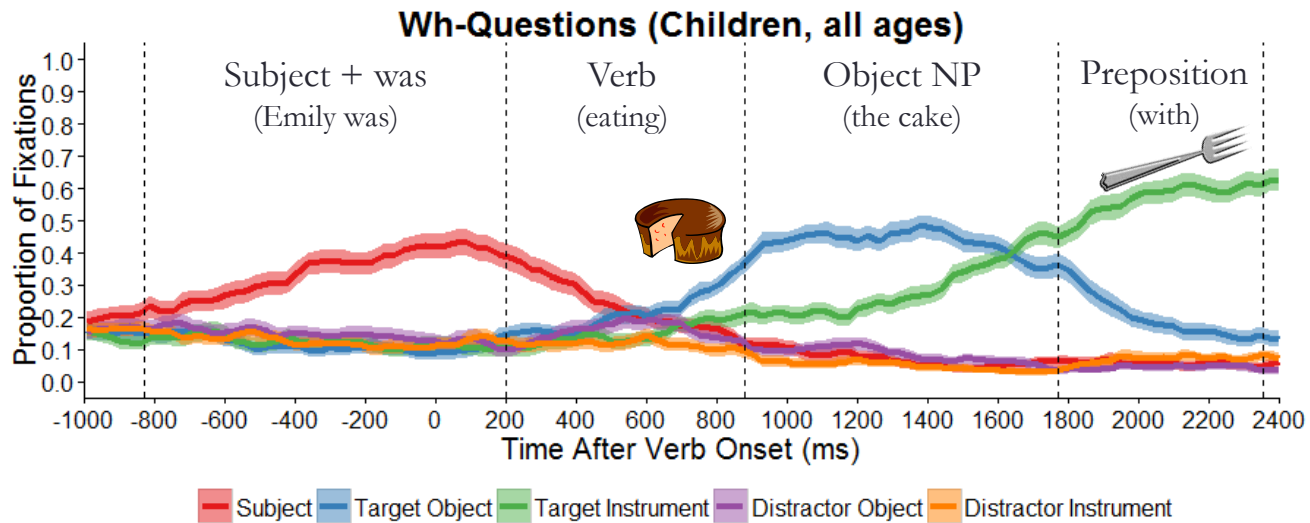 Wh-Questions (Children, all ages)
Subject + was
(Emily was)
Verb
(eating)
Object NP
(the cake)
Preposition
(with)
Proportion of Fixations
1.0
0.9
0.8
0.7
0.6
0.5
0.4
0.3
0.2
0.1
0.0
-1000 -800 -600 -400 -200 0 200 400 600 800 1000 1200 1400 1600 1800 2000 2200 2400
Time After Verb Onset (ms)
Subject Target Object Target Instrument Distractor Object Distractor Instrument